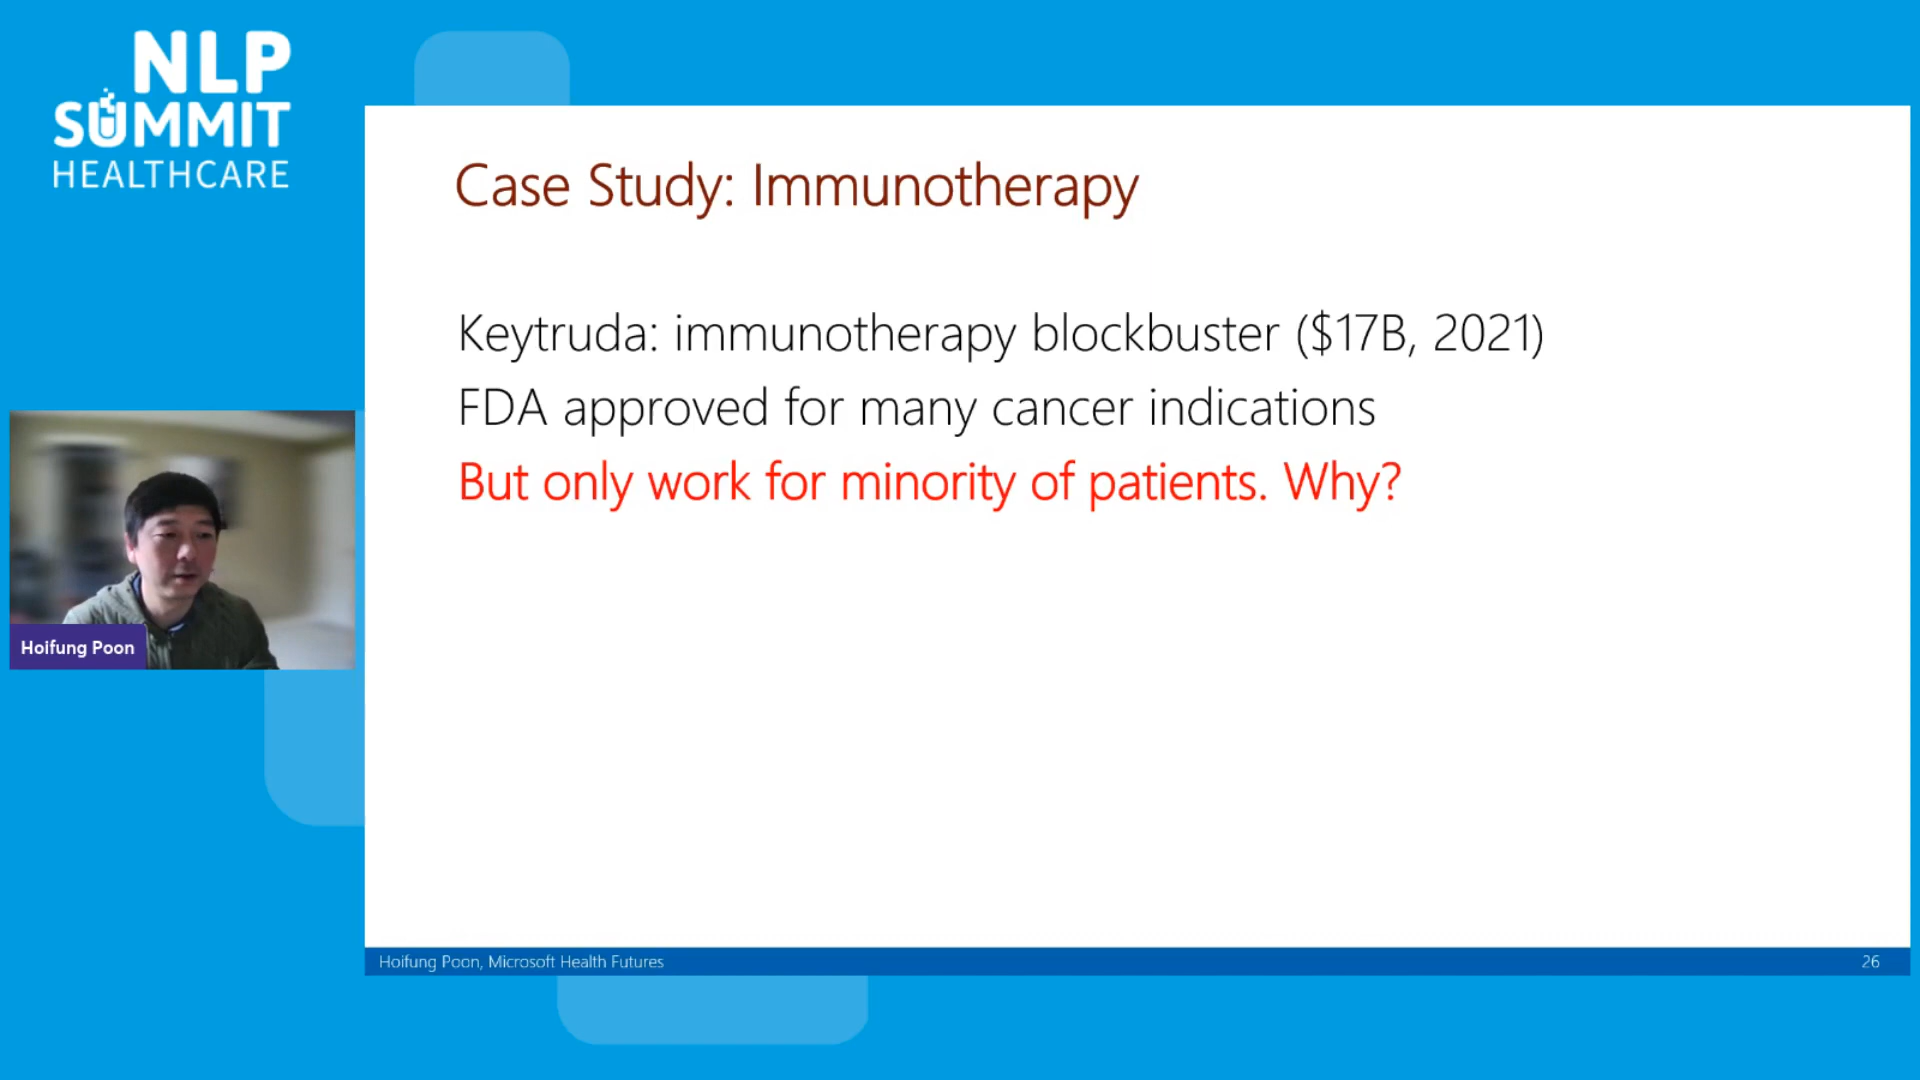 NLP
SUMMIT
HEALTHCARE
Case Study: Immunotherapy
Keytruda: immunotherapy blockbuster ($17B, 2021)
FDA approved for many cancer indications
But only work for minority of patients. Why?
Hoifung Poon
Hoifung Poon, Microsoft Health Futures
26